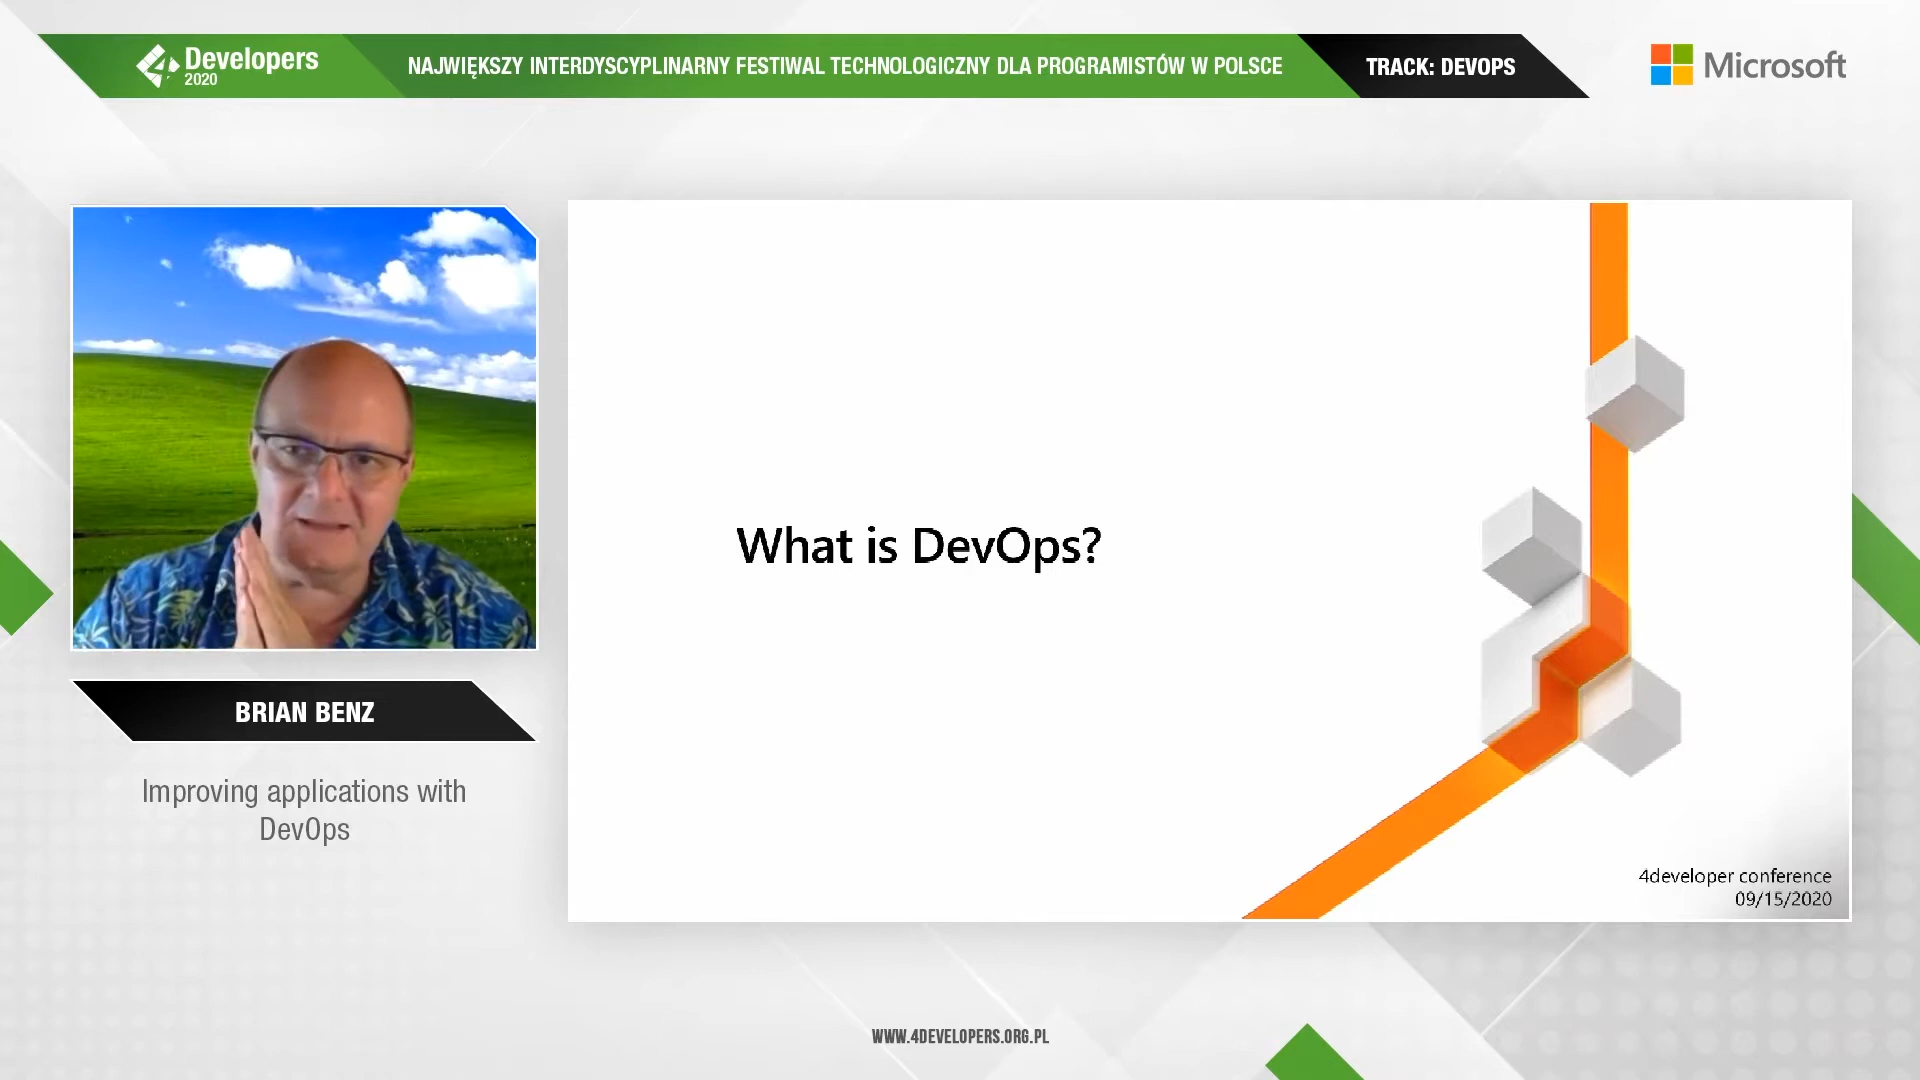 4Developers
2020
NAJWIĘKSZY INTERDYSCYPLINARNY FESTIWAL TECHNOLOGICZNY DLA PROGRAMISTÓW W POLSCE
TRACK: DEVOPS
Microsoft
What is DevOps?
BRIAN BENZ
Improving applications with
DevOps
4developer conference
09/15/2020
WWW.4DEVELOPERS.ORG.PL